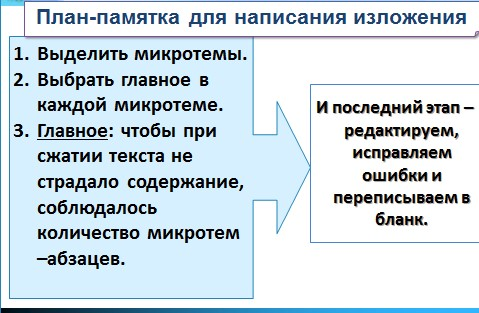 План-памятка для написания изложения
1. Выделить микротемы.
2. Выбрать главное в
каждой микротеме.
3. Главное: чтобы при
сжатии текста не
страдало содержание,
соблюдалось
количество микротем
–абзацев.
И последний этап –
редактируем,
исправляем
ошибки и
переписываем в
бланк.